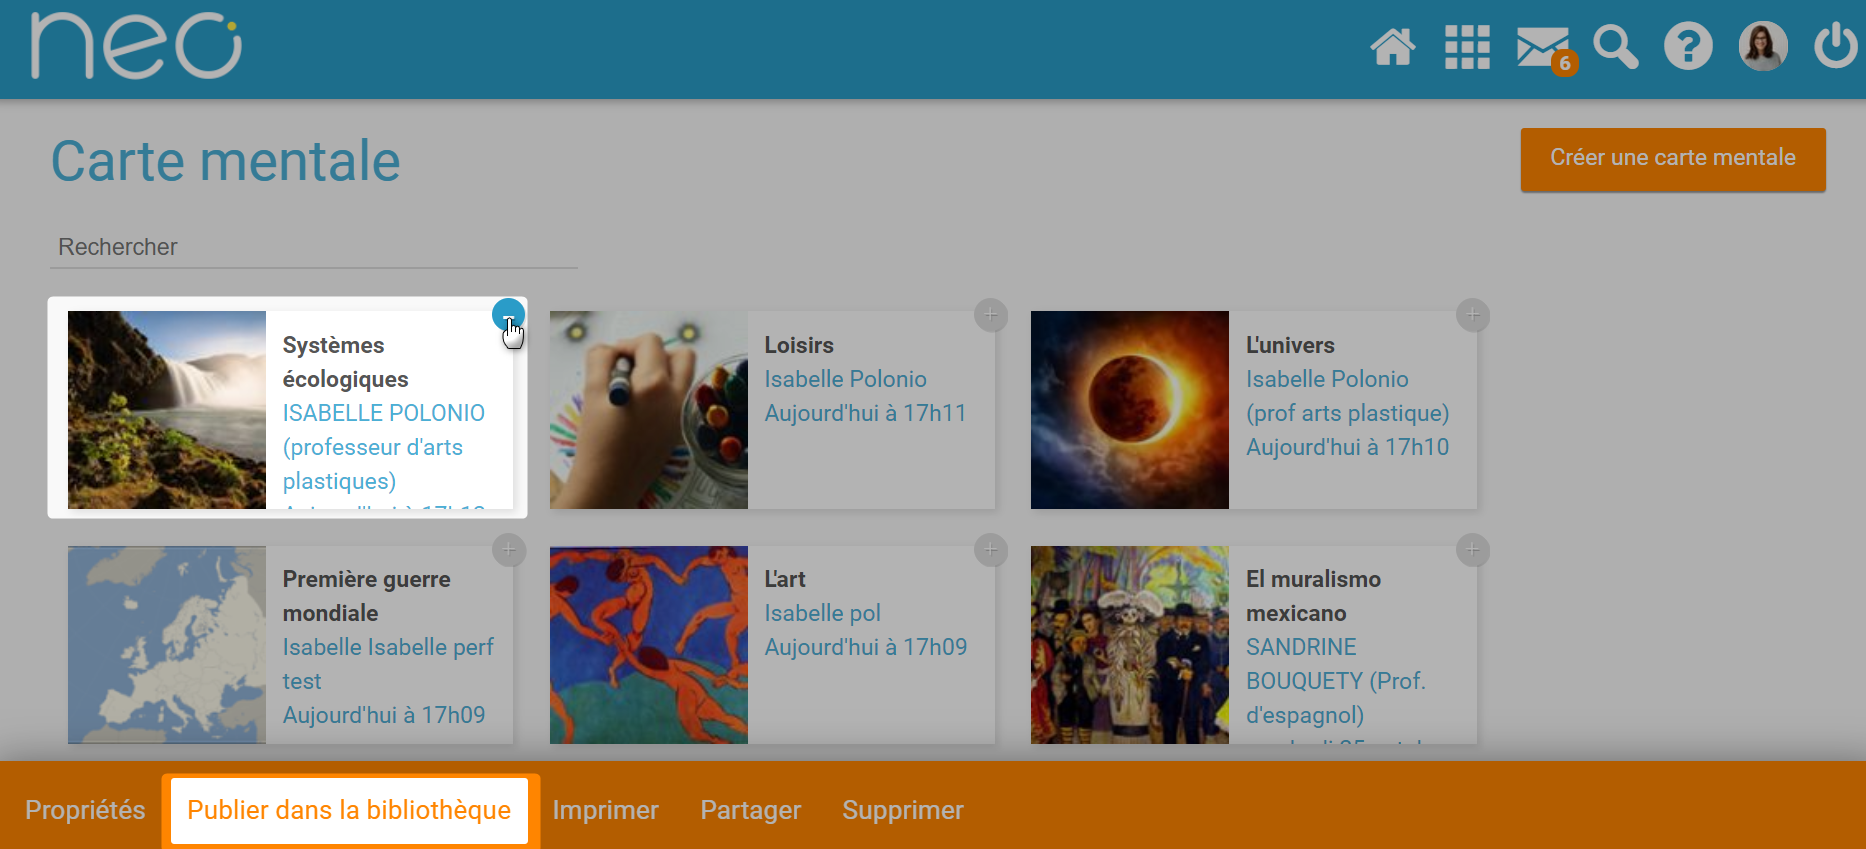 neo
6
Carte mentale
Créer une carte mentale
Rechercher
Systèmes
écologiques
ISABELLE POLONIO
(professeur d'arts
plastiques)
Loisirs
Isabelle Polonio
Aujourd'hui à 17h11
L'univers
Isabelle Polonio
(prof arts plastique)
Aujourd'hui à 17h10
Première guerre
mondiale
Isabelle Isabelle perf
test
Aujourd'hui à 17h09
L'art
Isabelle pol
Aujourd'hui à 17h09
El muralismo
mexicano
SANDRINE
BOUQUETY (Prof.
d'espagnol)
Propriétés
Publier dans la bibliothèque
Imprimer
Partager
Supprimer